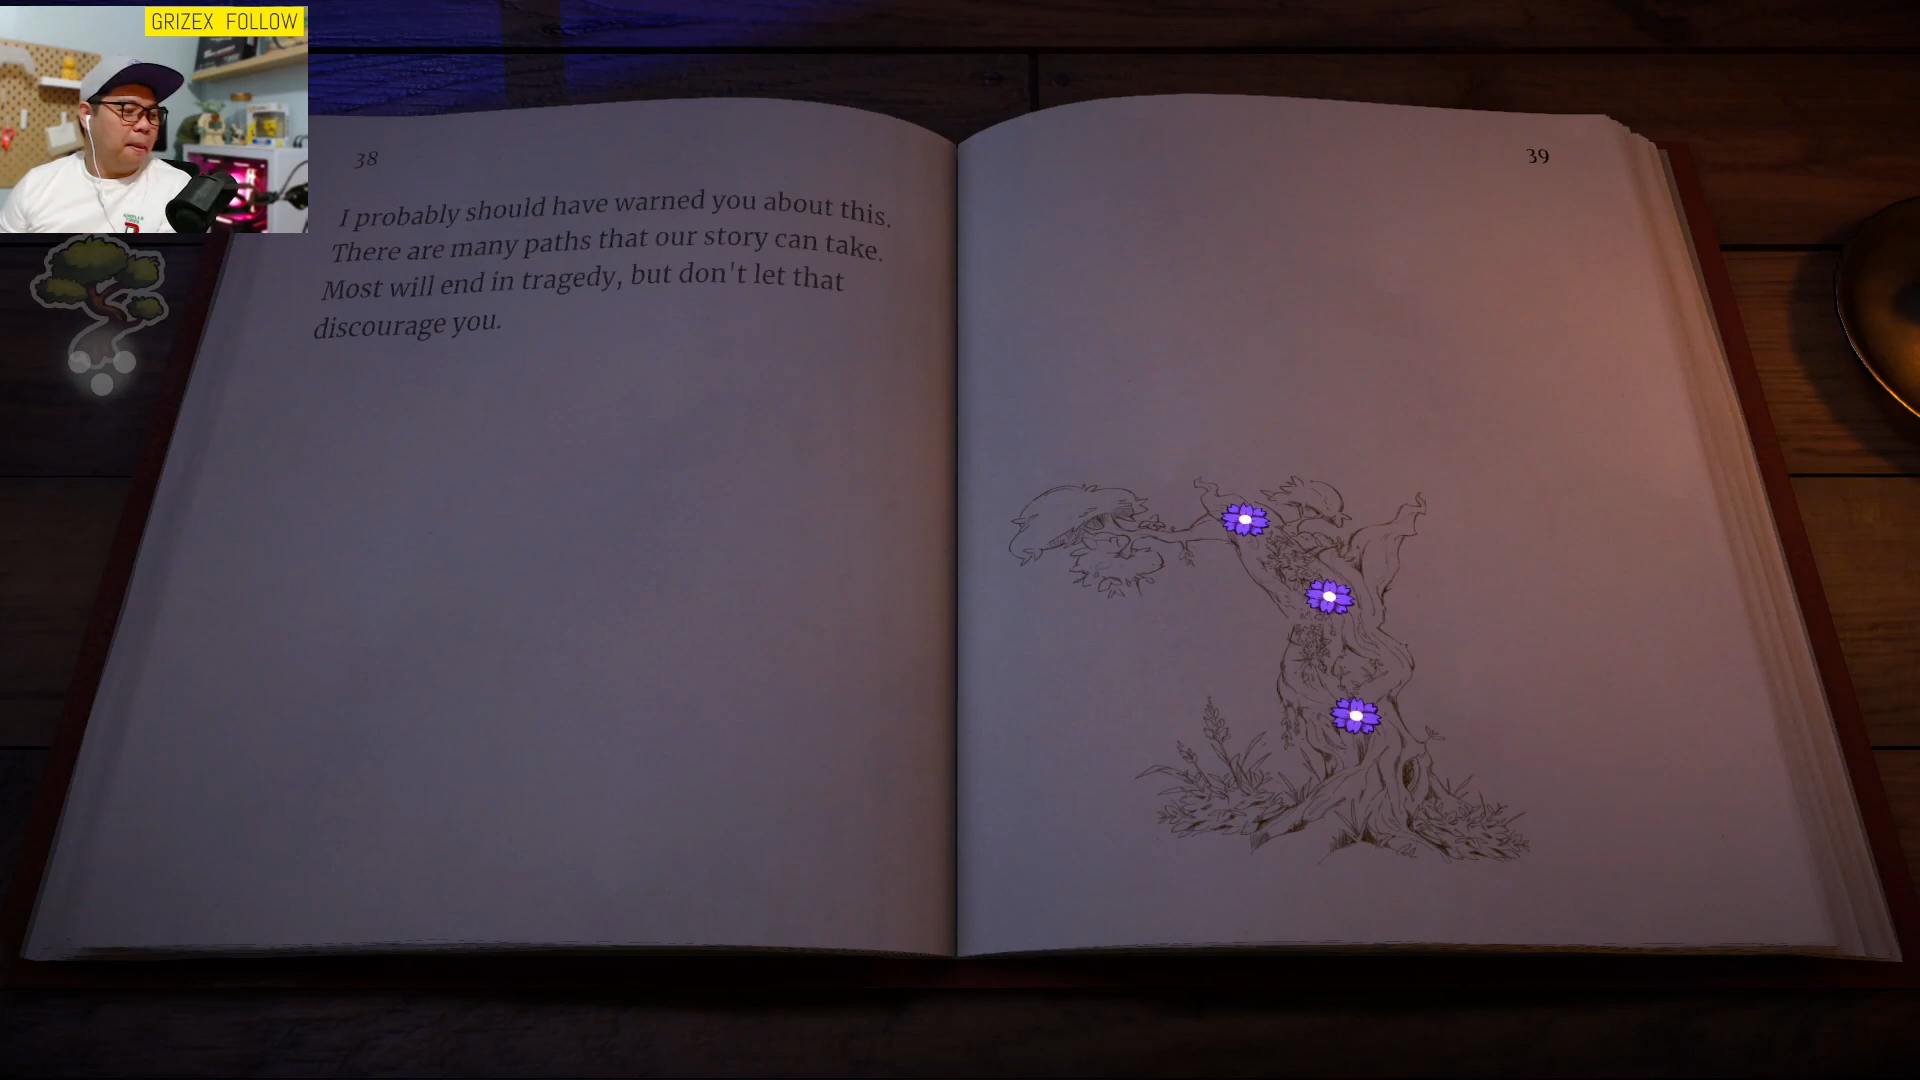 GRIZEX FOLLOW
38
I probably should have warned you about this.
There are many paths that our story can take.
Most will end in tragedy, but don't let that
discourage you.
39